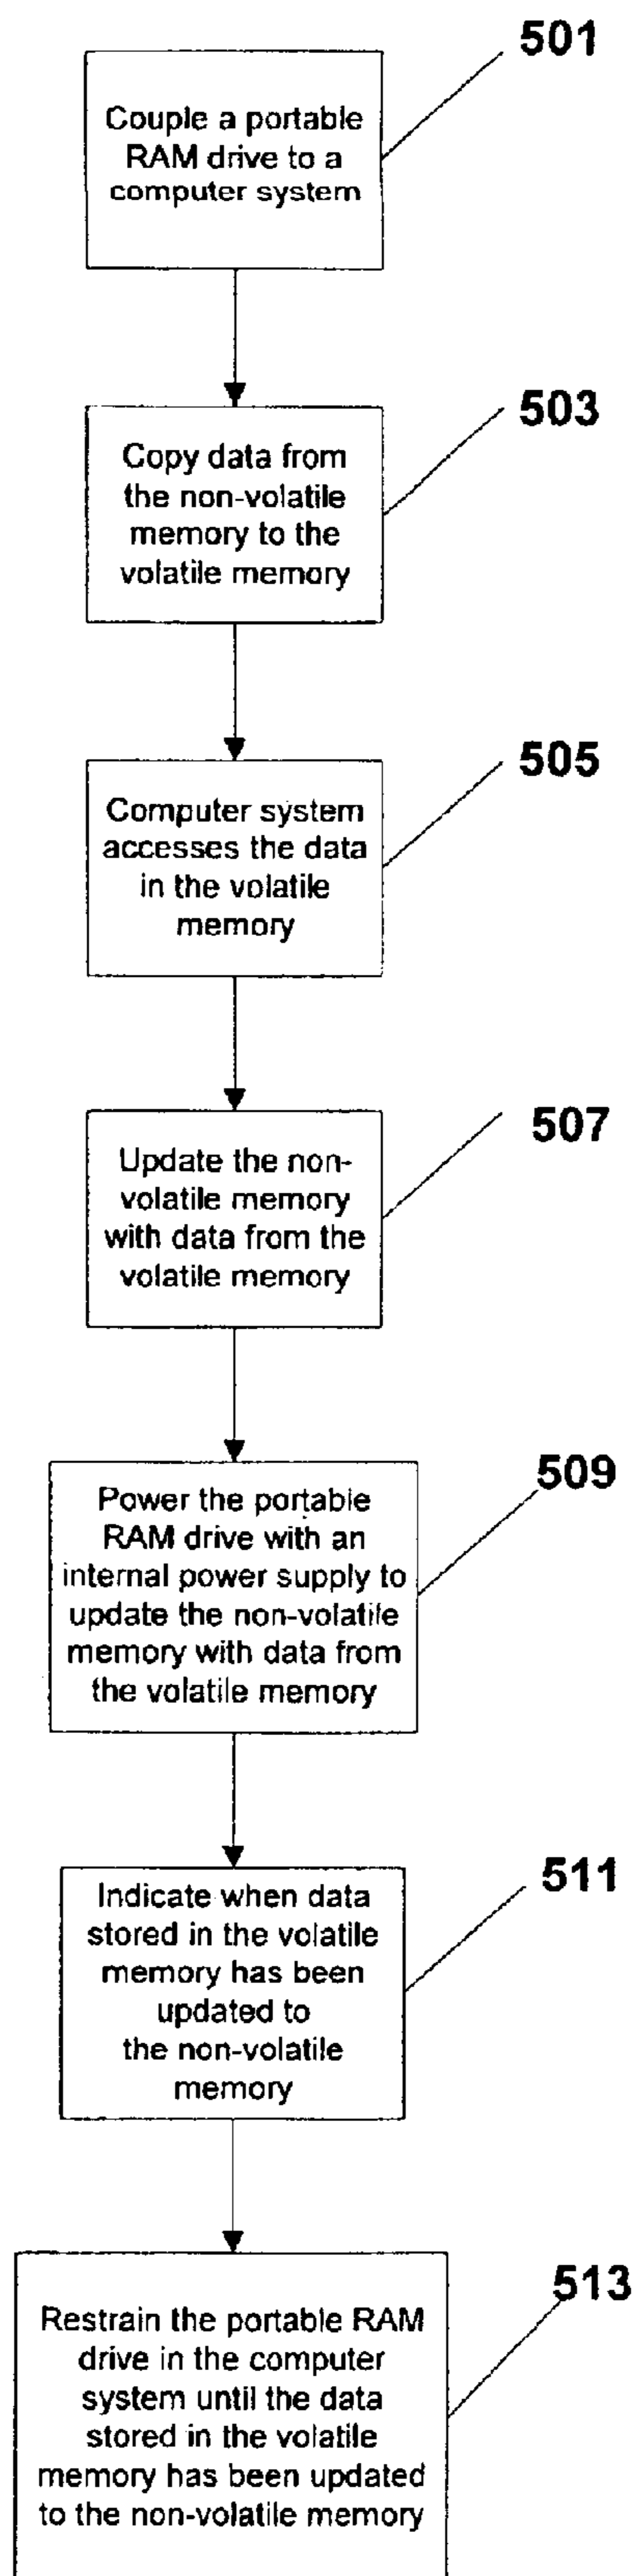 501
Couple a portable
RAM drive to a
computer system
503
Copy data from
the non-volatile
memory to the
volatile memory
505
Computer system
accesses the data
in the volatile
memory
507
Update the non-
volatile memory
with data from the
volatile memory
509
Power the portable
RAM drive with an
internal power supply to
update the non-volatile
memory with data from
the volatile memory
511
Indicate when data
stored in the volatile
memory has been
updated to
the non-volatile
memory
513
Restrain the portable RAM
drive in the computer
system until the data
stored in the volatile
memory has been updated
to the non-volatile memory